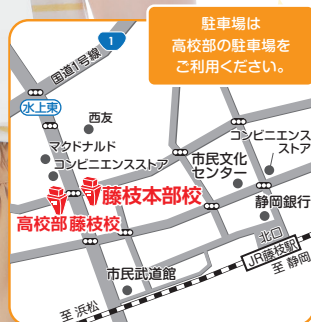 駐車場は
高校部の駐車場を
ご利用ください。
1
国道1号線
水上東
西友
マクドナルド
コンビニエンスストア
コンビニエンス
ストア
市民文化
センター
藤枝本部校
高校部 藤枝校
静岡銀行
北口
JR藤枝駅
至 静岡
市民武道館
至 浜松